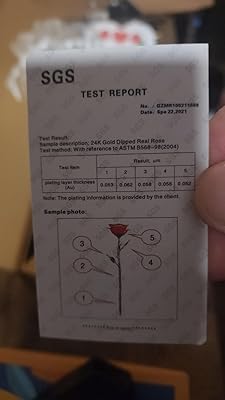 SGS
TEST REPORT
Date: Sps 22,2021
Test Result:
Sample description: 24K Gold Dipped Real Rose
Test method: With reference to ASTM B568-98(2004)
Test Item Result, um
1 2 3 4 5
plating layer thickness (Au) 0.053 0.062 0.058 0.058 0.052
Note: The plating information is provided by the client.
Sample photo:
5
3
4
2
1